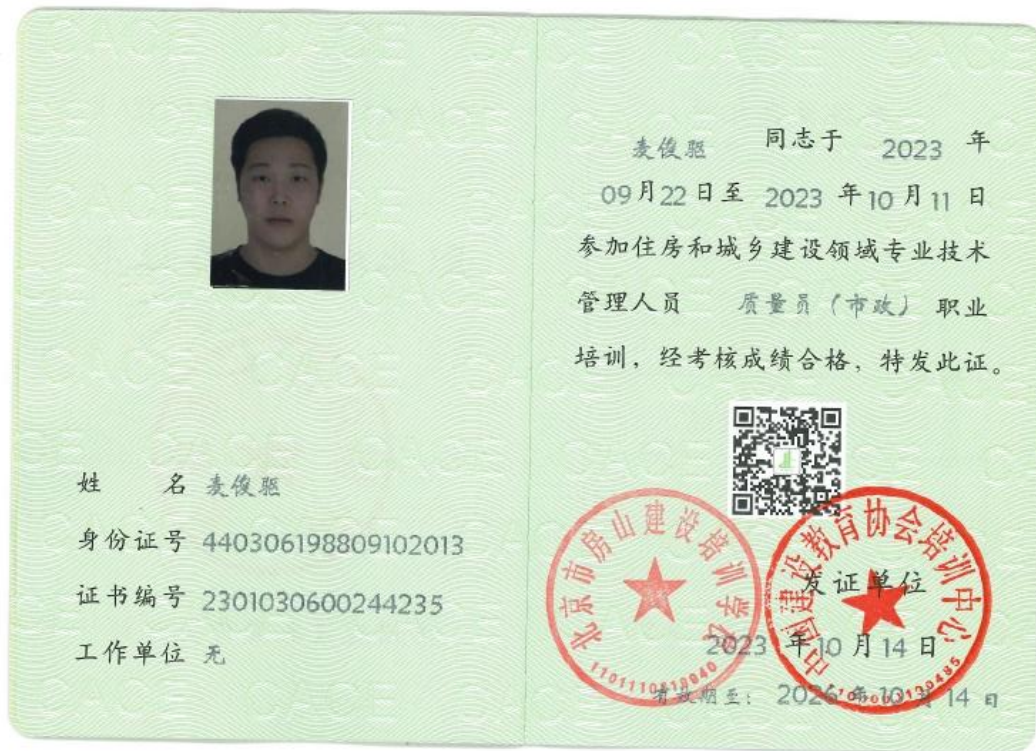 姓 名 麦俊驱
身份证号 440306198809102013
证书编号 2301030600244235
工作单位 无
麦俊驱 同志于 2023 年
09月22日至 2023 年10月11日
参加住房和城乡建设领域专业技术
管理人员 质量员（市政）职业
培训，经考核成绩合格，特发此证。
北京市房山建设培训学校
中国建设教育协会培训中心
发证单位
2023 年10月14日
有效期至： 2026 年10月14日
CACE